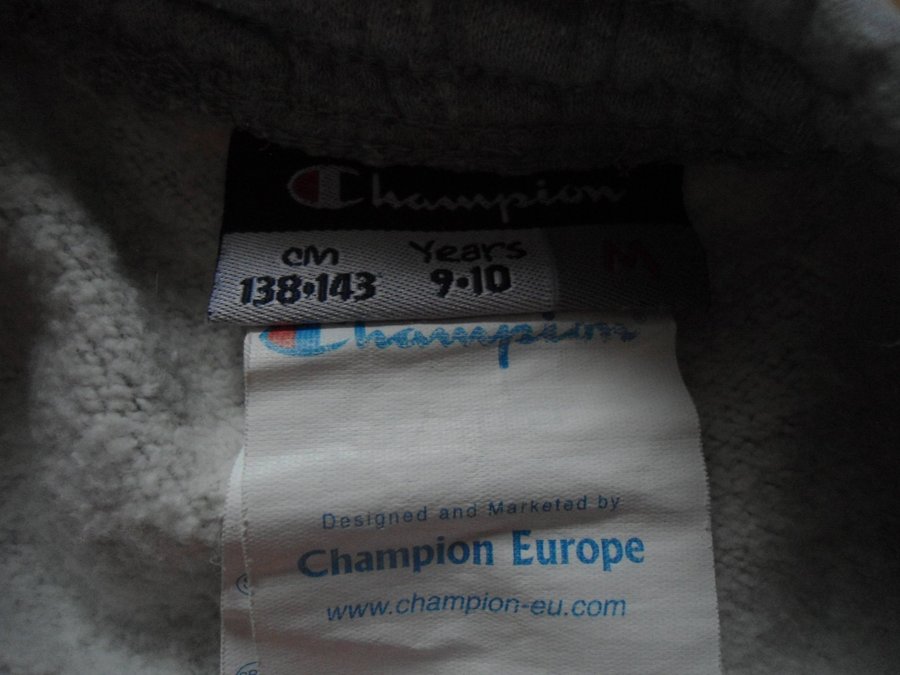 Champion
CM Years M
138•143 9•10
Champion
Designed and Marketed by
Champion Europe
www.champion-eu.com